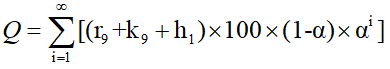 Q = ∞∑i=1 [(r₉+k₉ + h₁)×100 × (1-α)× αⁱ ]